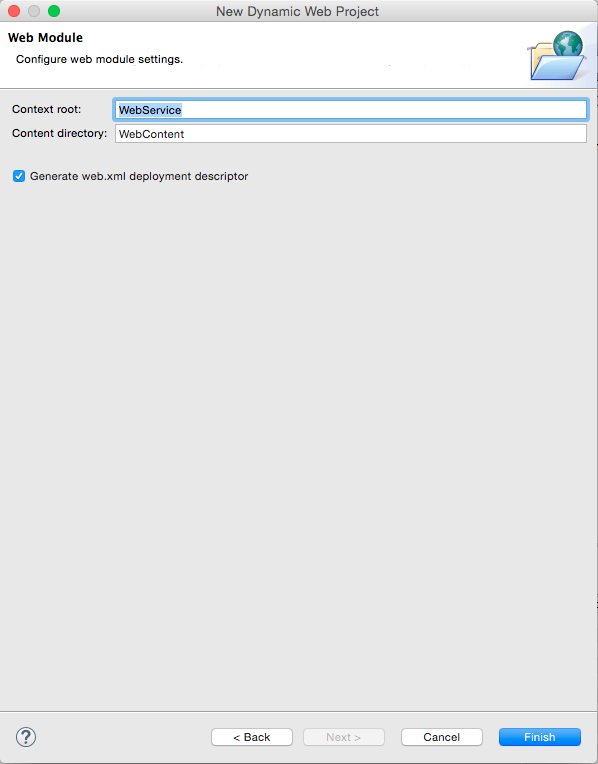 New Dynamic Web Project
Web Module
Configure web module settings.
Context root: WebService
Content directory: WebContent
Generate web.xml deployment descriptor
? < Back Next > Cancel Finish